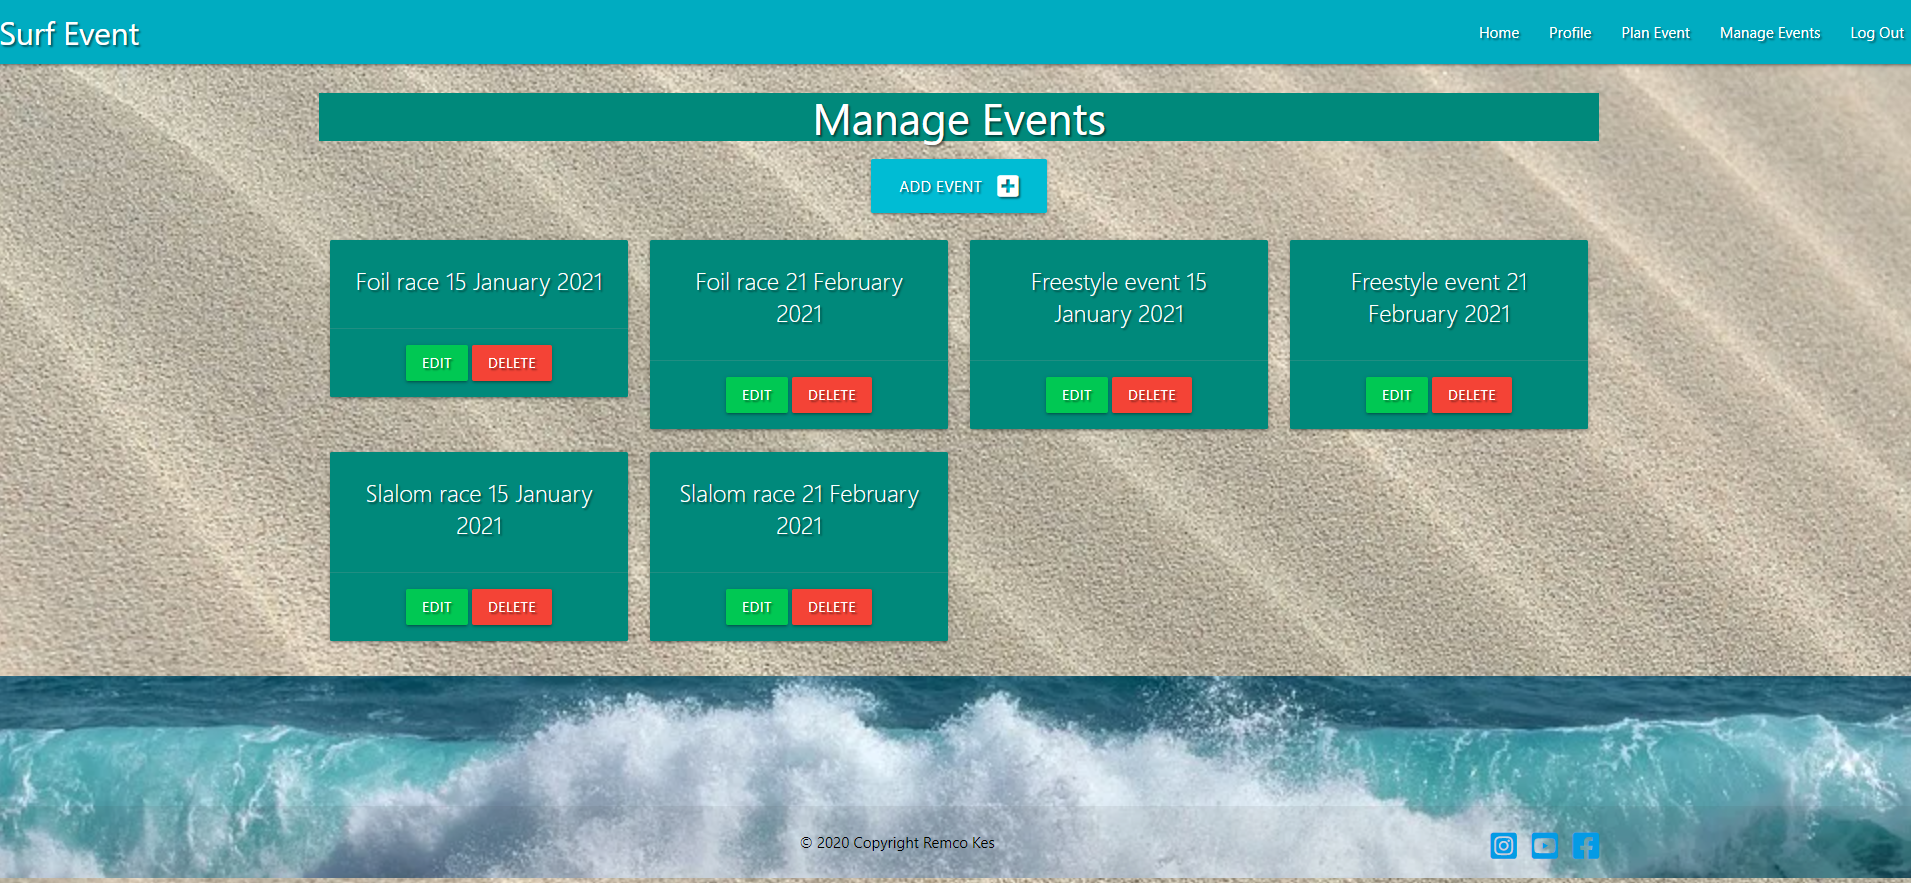 Surf Event
Home Profile Plan Event Manage Events Log Out
Manage Events
ADD EVENT
Foil race 15 January 2021
EDIT DELETE
Foil race 21 February
2021
EDIT DELETE
Freestyle event 15
January 2021
EDIT DELETE
Freestyle event 21
February 2021
EDIT DELETE
Slalom race 15 January
2021
EDIT DELETE
Slalom race 21 February
2021
EDIT DELETE
© 2020 Copyright Remco Kes